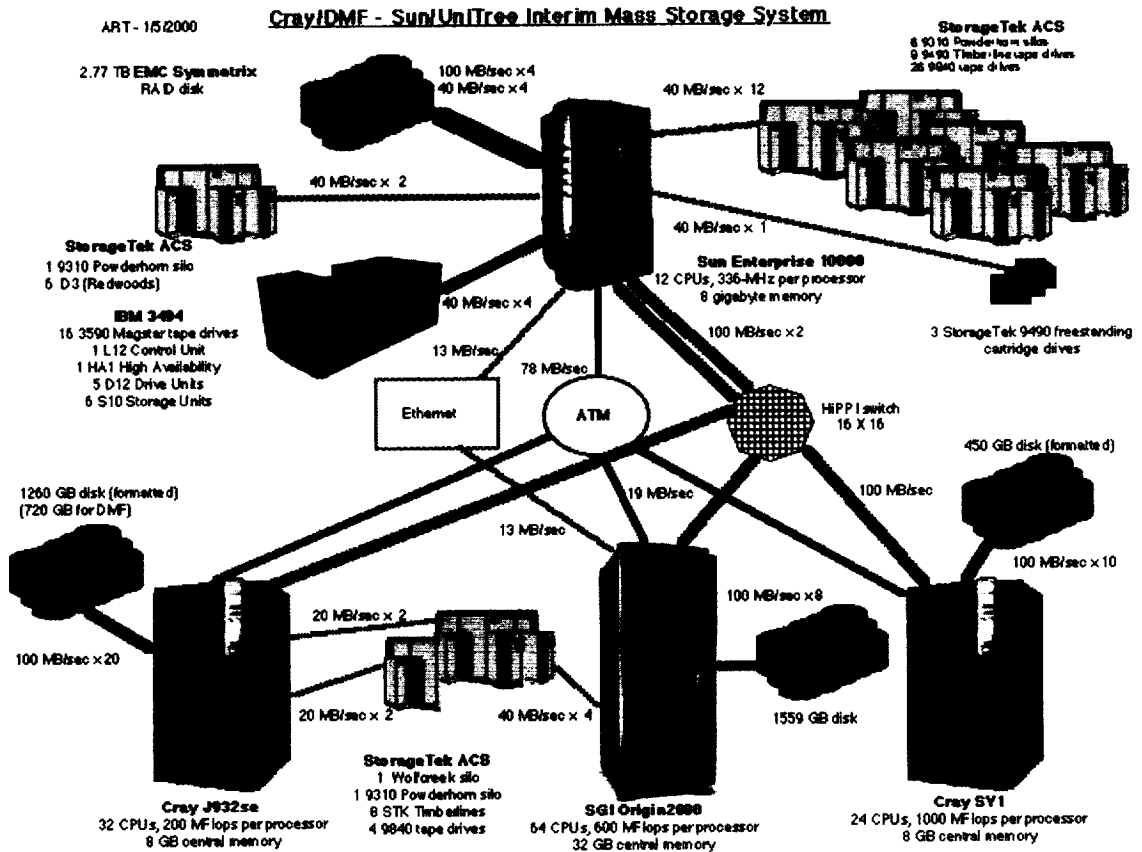 Cray/DMF - Sun/UniTree Interim Mass Storage System
ART - 1/5/2000
2.77 TB EMC Symmetrix
RAID disk
100 MB/sec ×4
40 MB/sec ×4
40 MB/sec × 12
StorageTek ACS
6 9310 Powderhorn silos
8 9490 Timberline tape drives
26 9840 tape drives
40 MB/sec × 2
StorageTek ACS
1 9310 Powderhorn silo
6 D3 (Redwoods)
40 MB/sec × 1
Sun Enterprise 10000
12 CPUs, 336-MHz per processor
8 gigabyte memory
3 StorageTek 9490 freestanding
cartridge drives
IBM 3494
16 3590 Magstar tape drives
1 L12 Control Unit
1 HA1 High Availability
5 D12 Drive Units
6 S10 Storage Units
40 MB/sec ×4
13 MB/sec
78 MB/sec
100 MB/sec ×2
Ethernet
ATM
HiPPI switch
16 X 16
1260 GB disk (formatted)
(720 GB for DMF)
13 MB/sec
19 MB/sec
100 MB/sec
450 GB disk (formatted)
100 MB/sec ×10
100 MB/sec ×20
20 MB/sec × 2
20 MB/sec × 2
40 MB/sec × 4
100 MB/sec ×8
1559 GB disk
StorageTek ACS
1 Wolfcreek silo
1 9310 Powderhorn silo
8 STK Timberlines
4 9840 tape drives
Cray J932se
32 CPUs, 200 MFlops per processor
8 GB central memory
SGI Origin2000
64 CPUs, 600 MFlops per processor
32 GB central memory
Cray SV1
24 CPUs, 1000 MFlops per processor
8 GB central memory